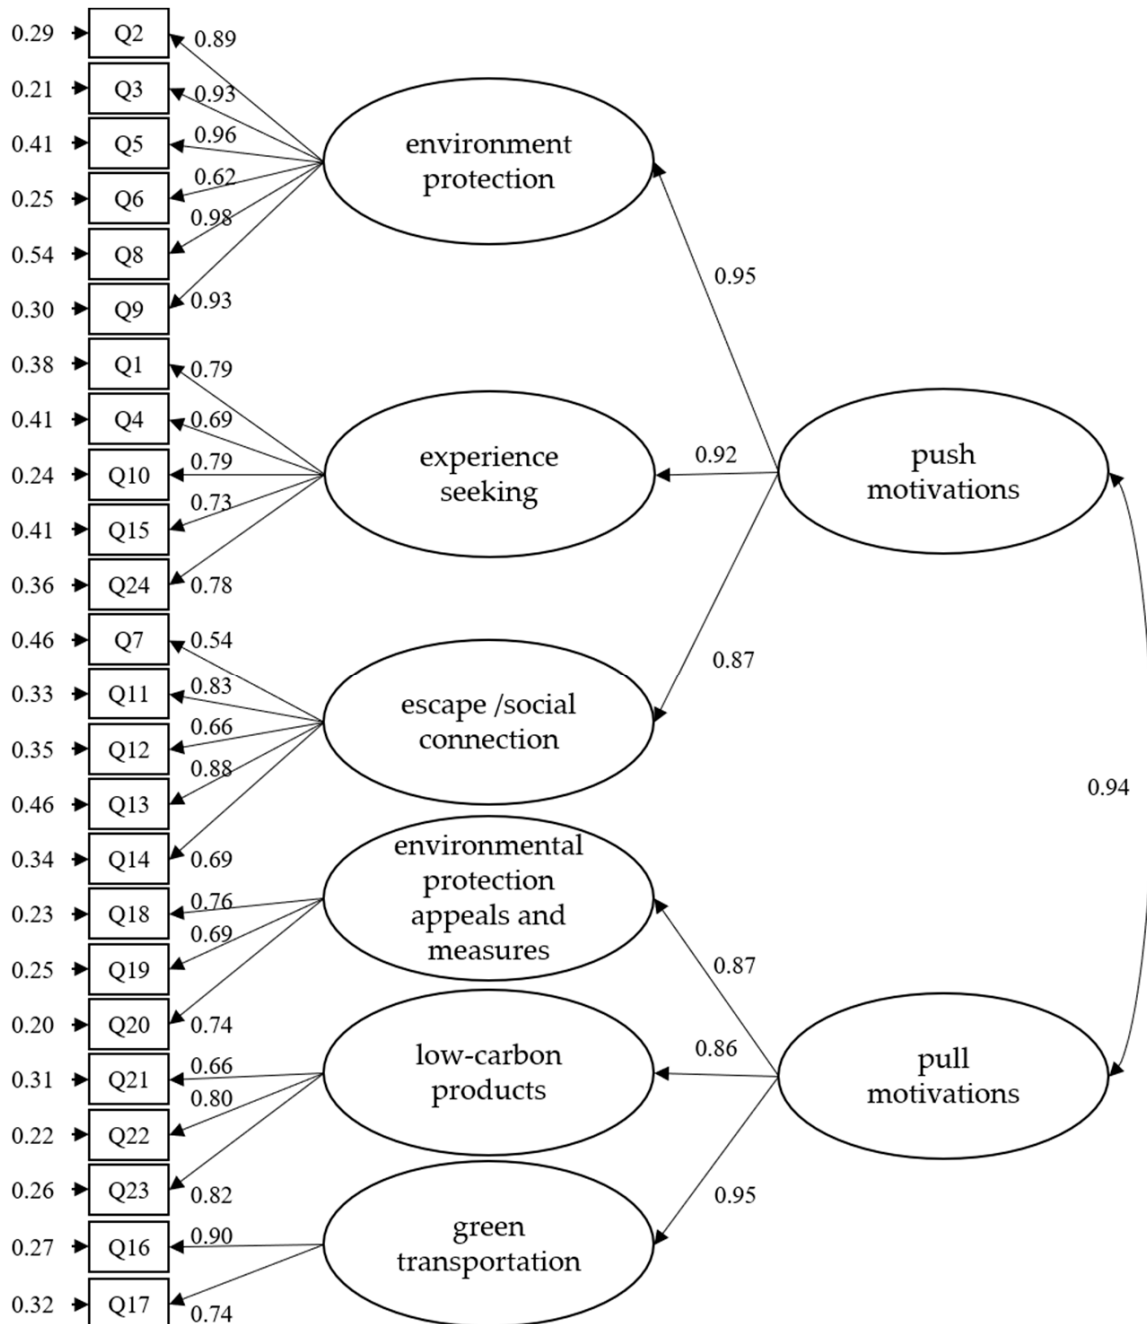 0.29 Q2 0.89
0.21 Q3 0.93
0.41 Q5 0.96
0.25 Q6 0.62
0.54 Q8 0.98
0.30 Q9 0.93
environment
protection
0.38 Q1 0.79
0.41 Q4 0.69
0.24 Q10 0.79
0.41 Q15 0.73
0.36 Q24 0.78
experience
seeking
0.46 Q7 0.54
0.33 Q11 0.83
0.35 Q12 0.66
0.46 Q13 0.88
0.34 Q14 0.69
escape /social
connection
0.23 Q18 0.76
0.25 Q19 0.69
0.20 Q20 0.74
environmental
protection
appeals and
measures
0.31 Q21 0.66
0.22 Q22 0.80
0.26 Q23 0.82
low-carbon
products
0.27 Q16 0.90
0.32 Q17 0.74
green
transportation
0.95
0.92
0.87
push
motivations
0.94
0.87
0.86
0.95
pull
motivations